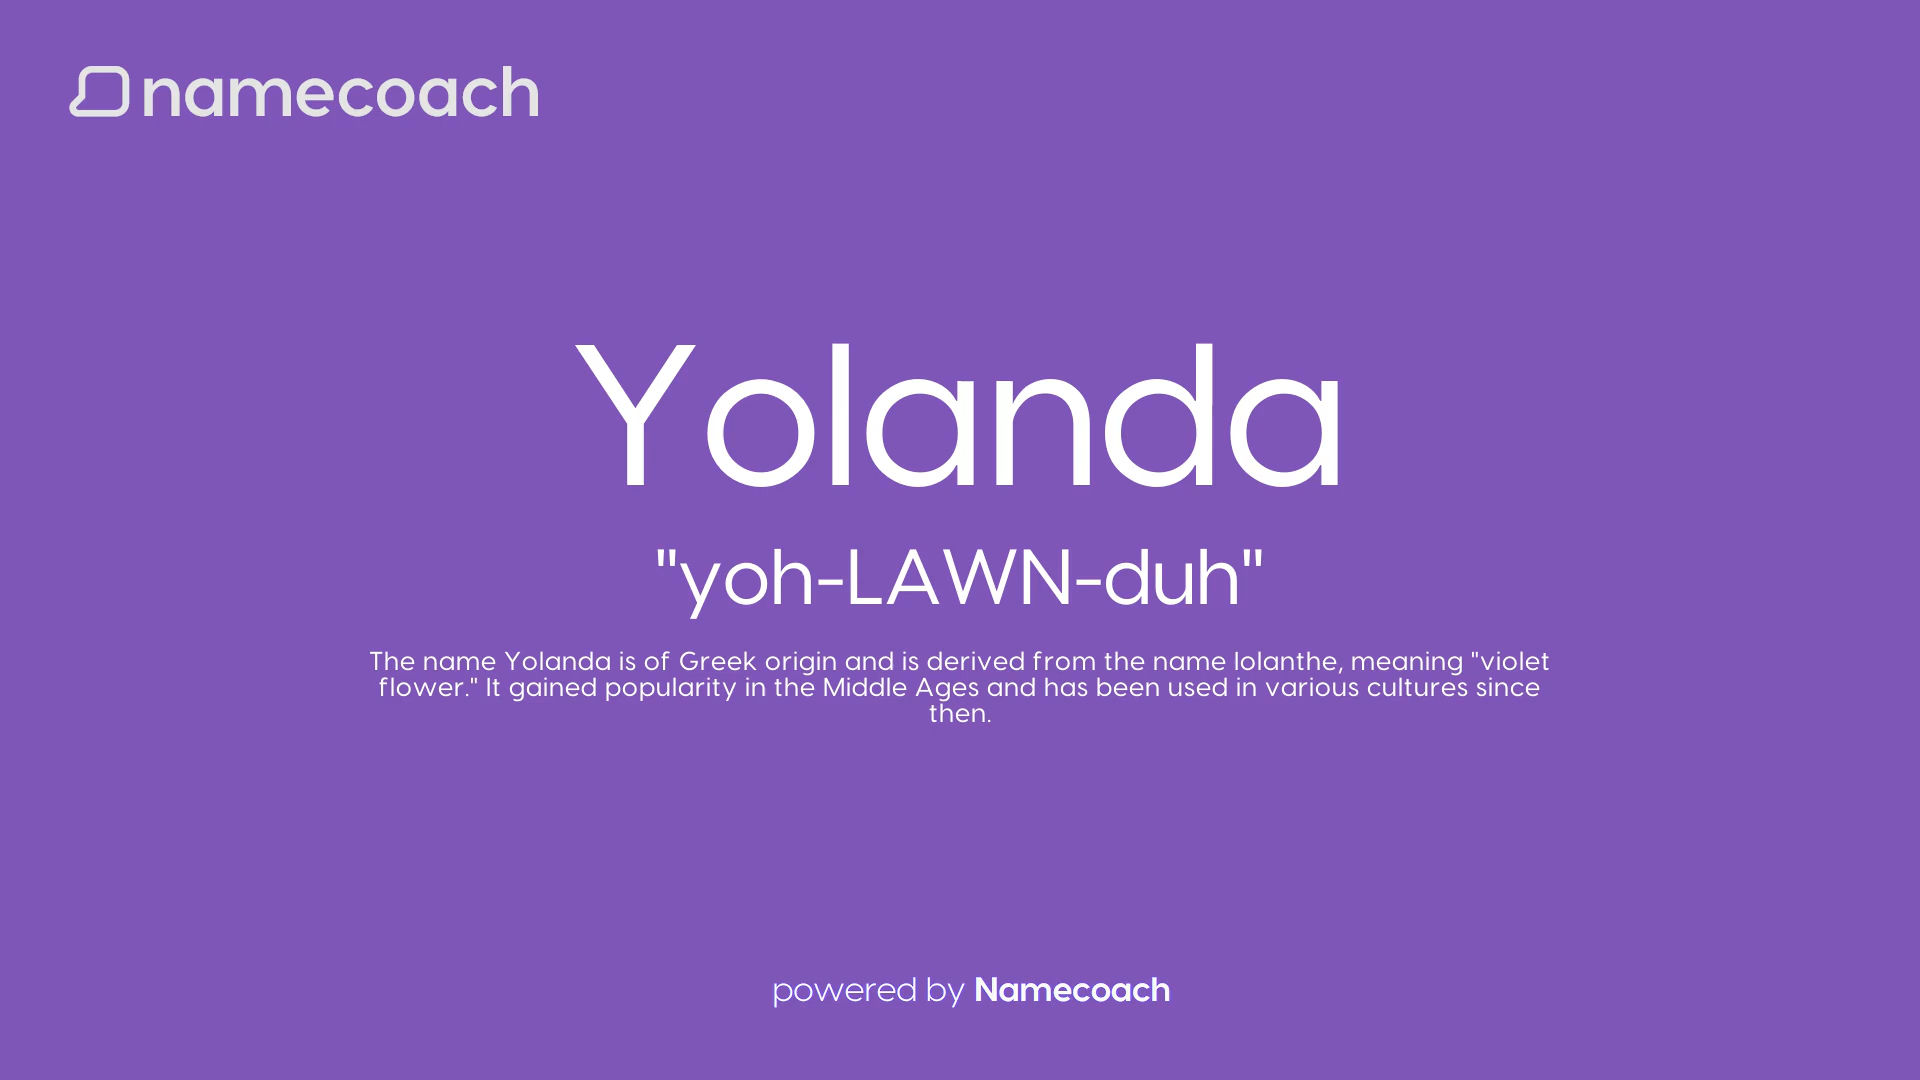 namecoach
Yolanda
"yoh-LAWN-duh"
The name Yolanda is of Greek origin and is derived from the name Iolanthe, meaning "violet
flower." It gained popularity in the Middle Ages and has been used in various cultures since
then.
powered by Namecoach